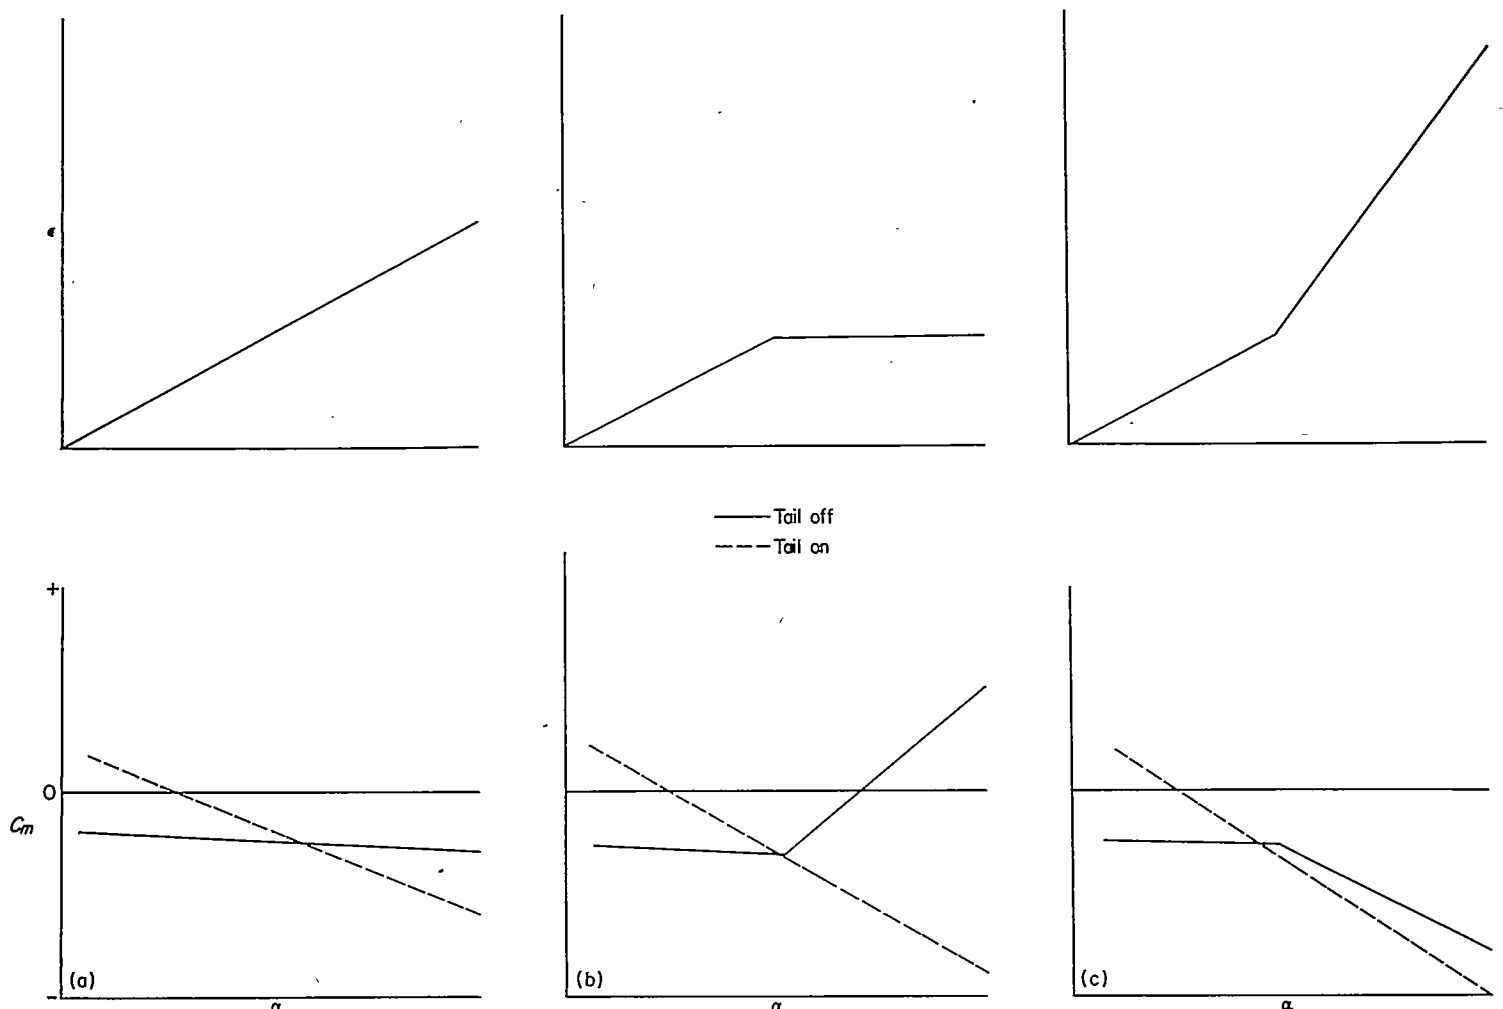 ϵ
Tail off
Tail on
+
0
Cm
-
(a)
(b)
(c)
α
α
α